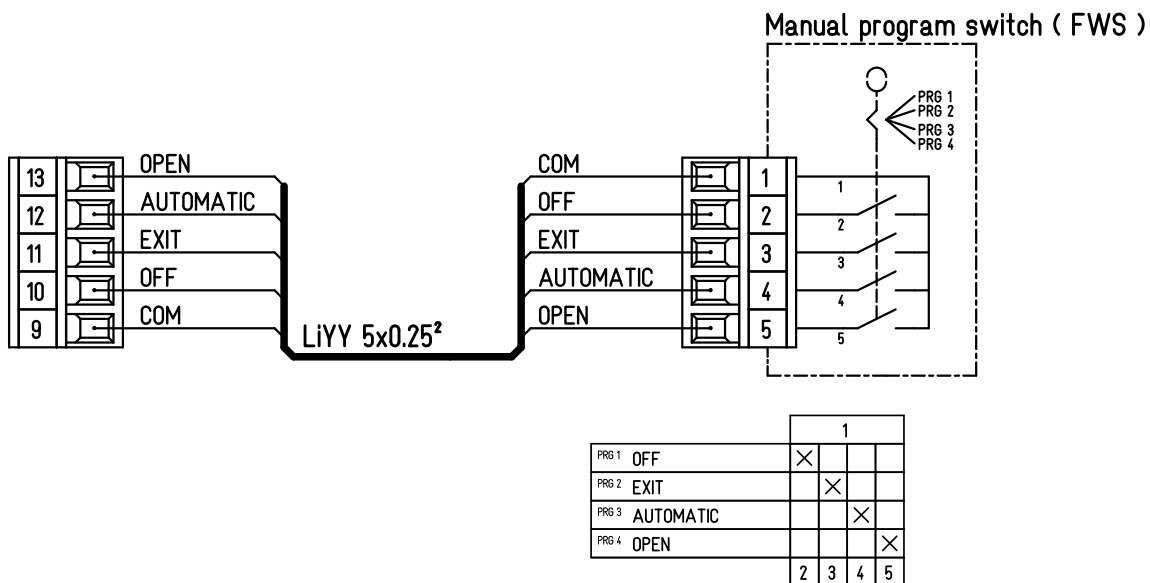 Manual program switch ( FWS )
PRG 1
PRG 2
PRG 3
PRG 4
13 OPEN
12 AUTOMATIC
11 EXIT
10 OFF
9 COM
LiYY 5x0.25²
COM 1 1
OFF 2 2
EXIT 3 3
AUTOMATIC 4 4
OPEN 5 5
1
PRG 1 OFF X
PRG 2 EXIT X
PRG 3 AUTOMATIC X
PRG 4 OPEN X
2 3 4 5